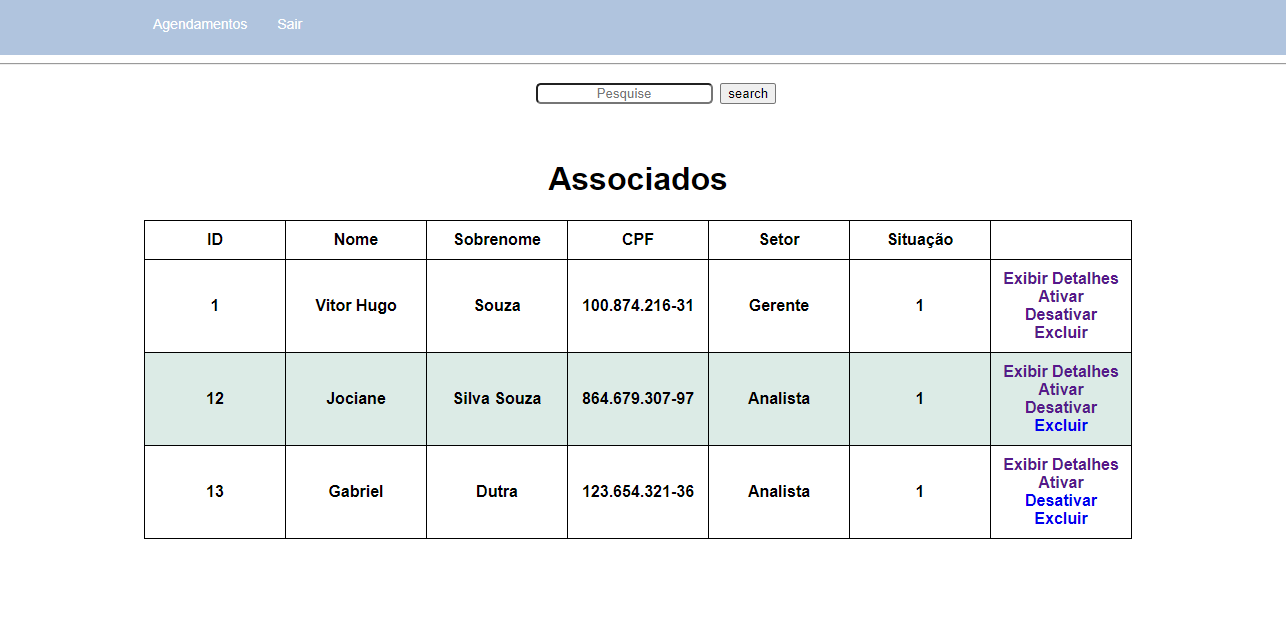 Agendamentos Sair
Pesquise search
Associados
ID Nome Sobrenome CPF Setor Situação
1 Vitor Hugo Souza 100.874.216-31 Gerente 1 Exibir Detalhes
Ativar
Desativar
Excluir
12 Jociane Silva Souza 864.679.307-97 Analista 1 Exibir Detalhes
Ativar
Desativar
Excluir
13 Gabriel Dutra 123.654.321-36 Analista 1 Exibir Detalhes
Ativar
Desativar
Excluir